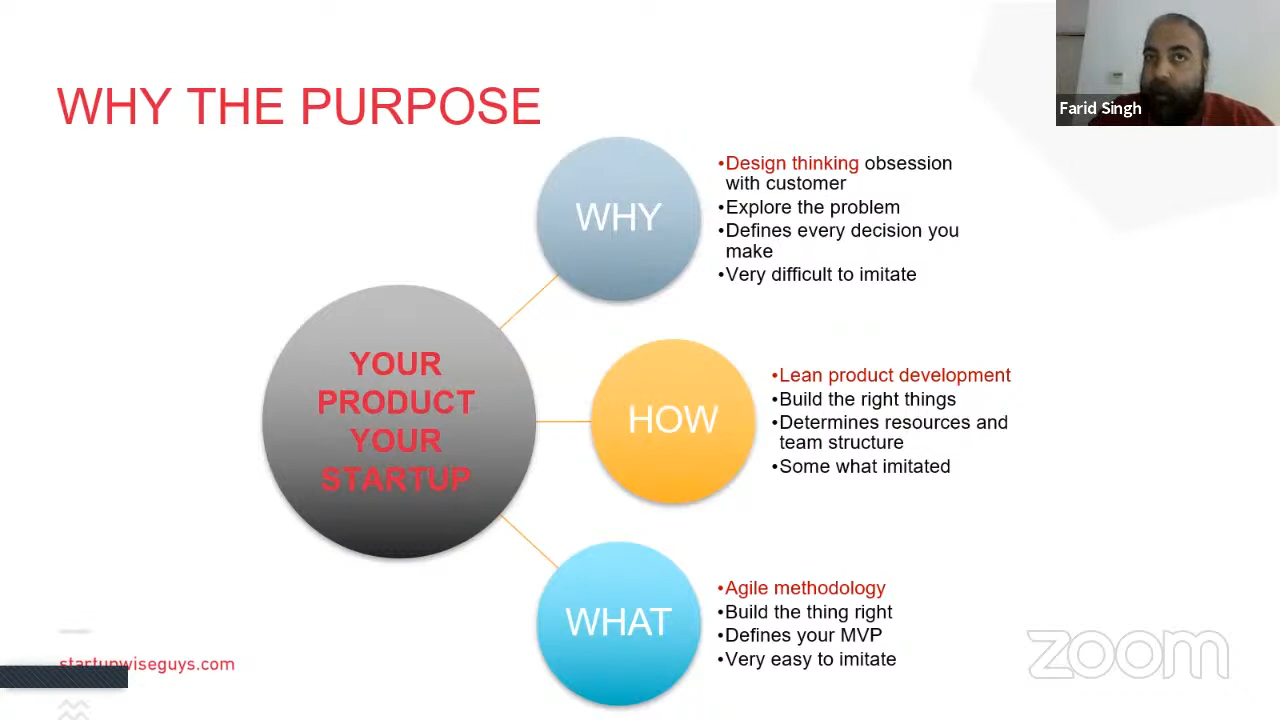 Farid Singh
WHY THE PURPOSE
WHY
•Design thinking obsession
with customer
•Explore the problem
•Defines every decision you
make
•Very difficult to imitate
YOUR
PRODUCT
YOUR
STARTUP
HOW
•Lean product development
•Build the right things
•Determines resources and
team structure
•Some what imitated
WHAT
•Agile methodology
•Build the thing right
•Defines your MVP
•Very easy to imitate
startupwiseguys.com
zoom